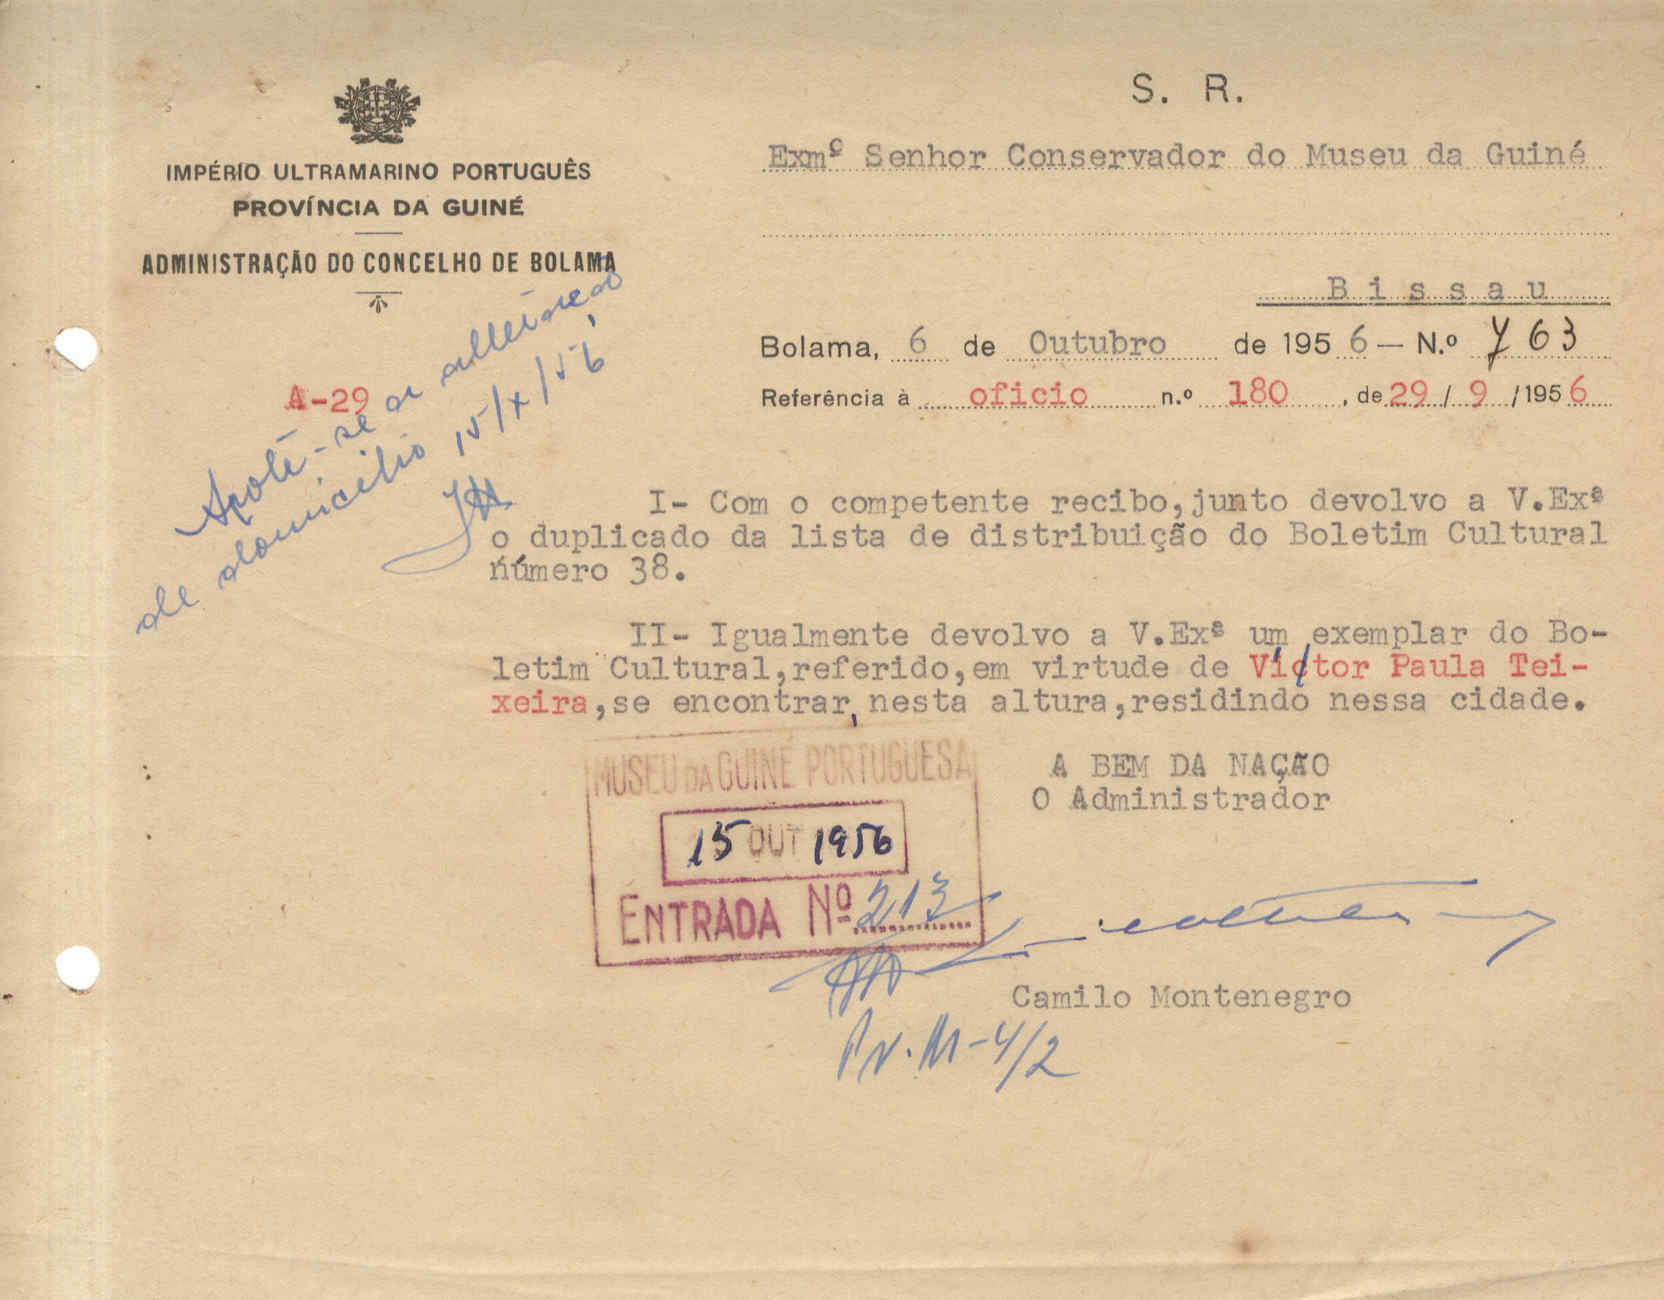 S. R.
IMPÉRIO ULTRAMARINO PORTUGUÊS
PROVÍNCIA DA GUINÉ
ADMINISTRAÇÃO DO CONCELHO DE BOLAMA
Exmº Senhor Conservador do Museu da Guiné
Bissau
Bolama, 6 de Outubro de 1956 — N.º 763
Referência à oficio n.º 180, de 29/9/1956
A-29
-se a alteração
de domicílio 15/X/56
I- Com o competente recibo,junto devolvo a V.Exª
o duplicado da lista de distribuição do Boletim Cultural
número 38.
II- Igualmente devolvo a V.Exª um exemplar do Bo-
letim Cultural,referido,em virtude de Víctor Paula Tei-
xeira,se encontrar, nesta altura,residindo nessa cidade.
A BEM DA NAÇÃO
O Administrador
MUSEU DA GUINÉ PORTUGUESA
15 OUT 1956
ENTRADA Nº 213
Camilo Montenegro
M-4/2